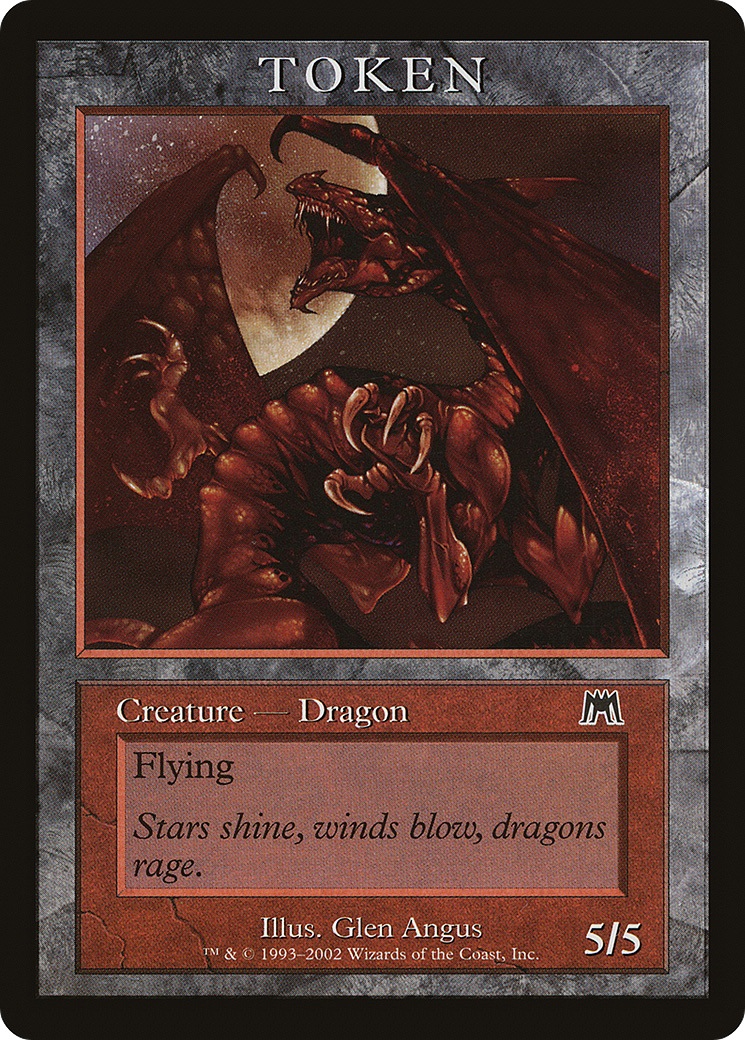 TOKEN
Creature — Dragon
Flying
Stars shine, winds blow, dragons
rage.
Illus. Glen Angus
™ & © 1993–2002 Wizards of the Coast, Inc.
5/5